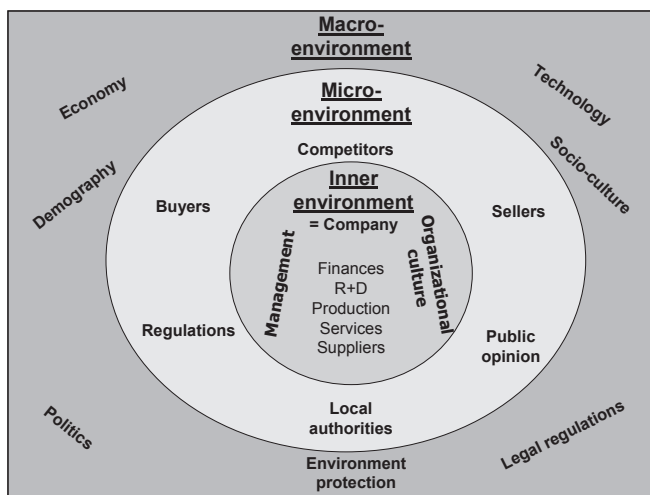 Macro-
environment
Economy
Technology
Micro-
environment
Competitors
Demography
Socio-culture
Inner
environment
= Company
Buyers
Sellers
Management
Organizational
culture
Finances
R+D
Production
Services
Suppliers
Regulations
Public
opinion
Local
authorities
Politics
Legal regulations
Environment
protection